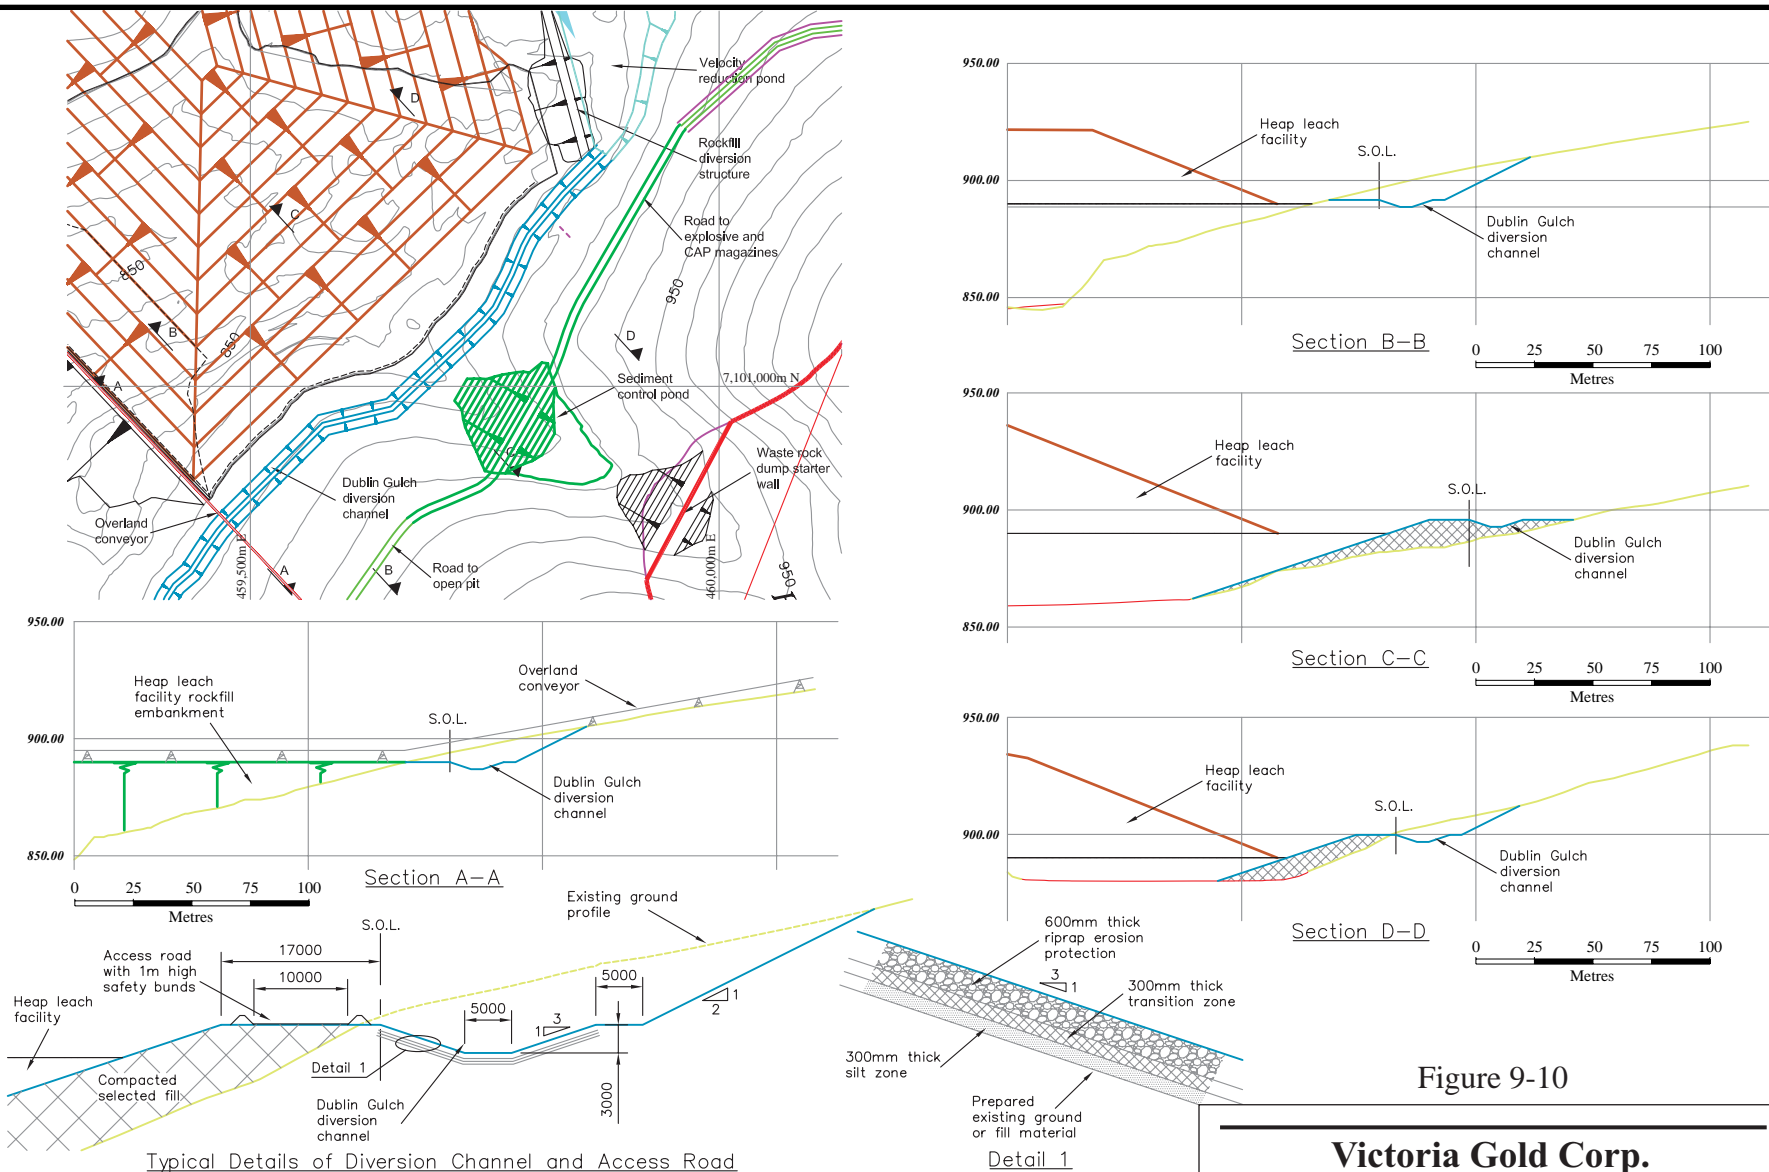 Velocity
reduction pond
Rockfill
diversion
structure
Road to
explosive and
CAP magazines
D
C
850
B
850
A
950
D
7,101,000m N
Sediment
control pond
C
Waste rock
dump starter
wall
Dublin Gulch
diversion
channel
Overland
conveyor
A
459,500m E
B
Road to
open pit
460,000m E
950
950.00
900.00
850.00
Heap leach
facility
S.O.L.
Dublin Gulch
diversion
channel
Section B-B
0 25 50 75 100
Metres
950.00
900.00
850.00
Heap leach
facility
S.O.L.
Dublin Gulch
diversion
channel
Section C-C
0 25 50 75 100
Metres
950.00
900.00
850.00
Heap leach
facility rockfill
embankment
S.O.L.
Overland
conveyor
Dublin Gulch
diversion
channel
Section A-A
0 25 50 75 100
Metres
950.00
900.00
Heap leach
facility
S.O.L.
Dublin Gulch
diversion
channel
Section D-D
0 25 50 75 100
Metres
Existing ground
profile
S.O.L.
17000
10000
Access road
with 1m high
safety bunds
Heap leach
facility
5000
5000
3
1
1
2
3000
Detail 1
Compacted
selected fill
Dublin Gulch
diversion
channel
Typical Details of Diversion Channel and Access Road
600mm thick
riprap erosion
protection
3
1
300mm thick
transition zone
300mm thick
silt zone
Prepared
existing ground
or fill material
Detail 1
Figure 9-10
Victoria Gold Corp.